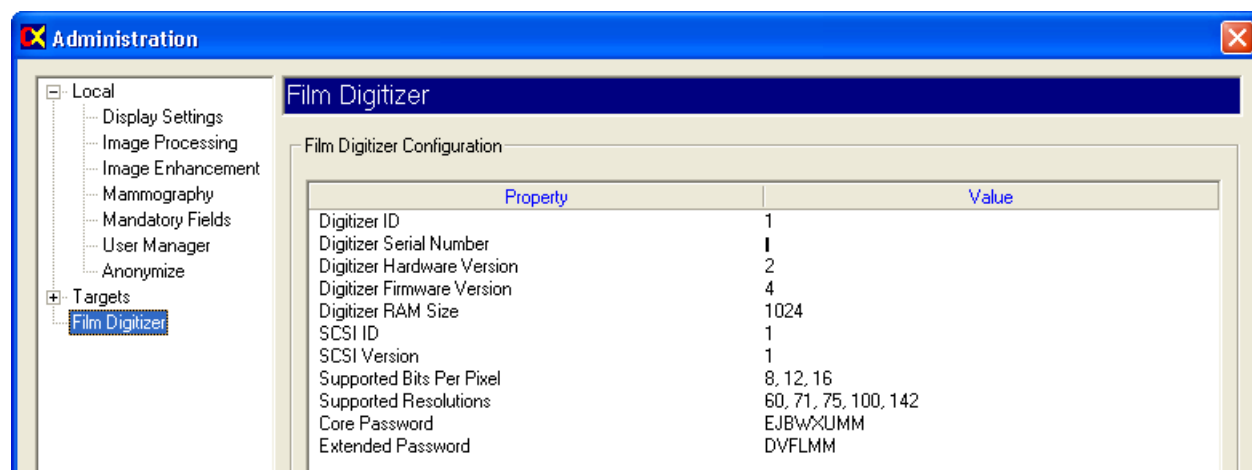 Administration
Local
Display Settings
Image Processing
Image Enhancement
Mammography
Mandatory Fields
User Manager
Anonymize
Targets
Film Digitizer
Film Digitizer
Film Digitizer Configuration
Property Value
Digitizer ID 1
Digitizer Serial Number
Digitizer Hardware Version 2
Digitizer Firmware Version 4
Digitizer RAM Size 1024
SCSI ID 1
SCSI Version 1
Supported Bits Per Pixel 8, 12, 16
Supported Resolutions 60, 71, 75, 100, 142
Core Password EJBWXUMM
Extended Password DVFLMM